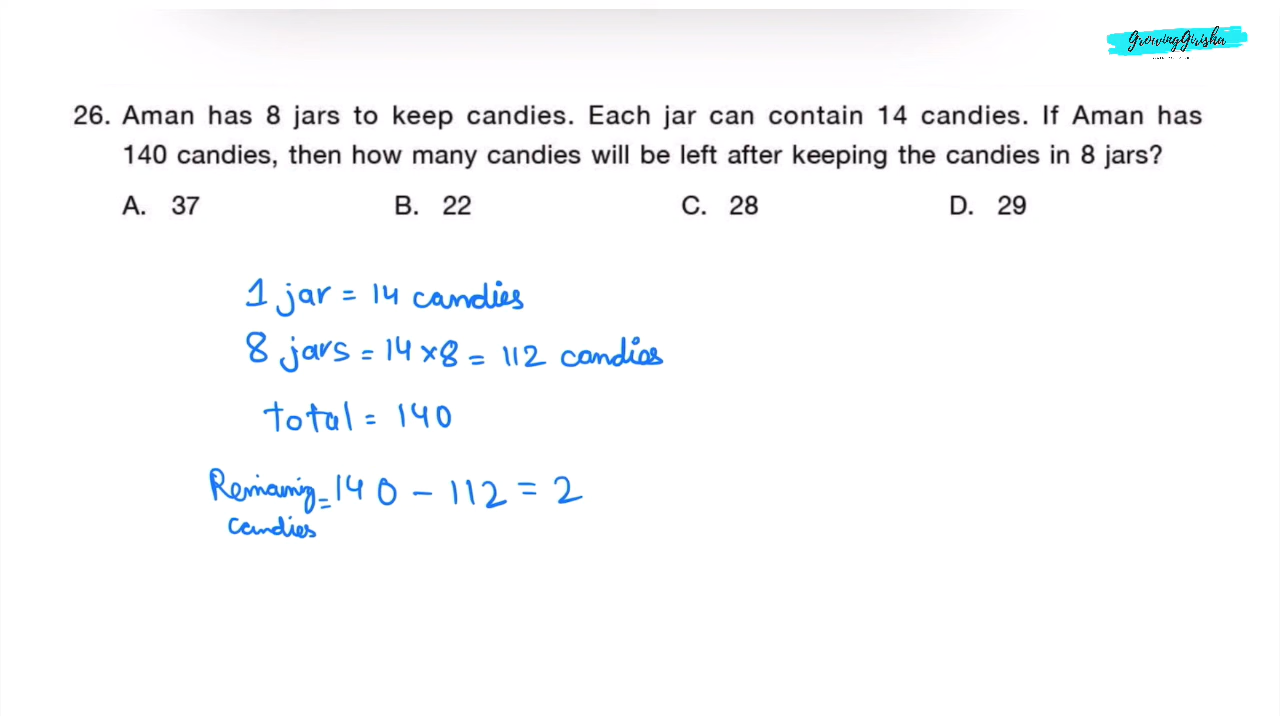 GrowingGirisha
26. Aman has 8 jars to keep candies. Each jar can contain 14 candies. If Aman has
140 candies, then how many candies will be left after keeping the candies in 8 jars?
A. 37 B. 22 C. 28 D. 29
1 jar = 14 candies
8 jars = 14 × 8 = 112 candies
total = 140
Remaining = 140 - 112 = 2
candies